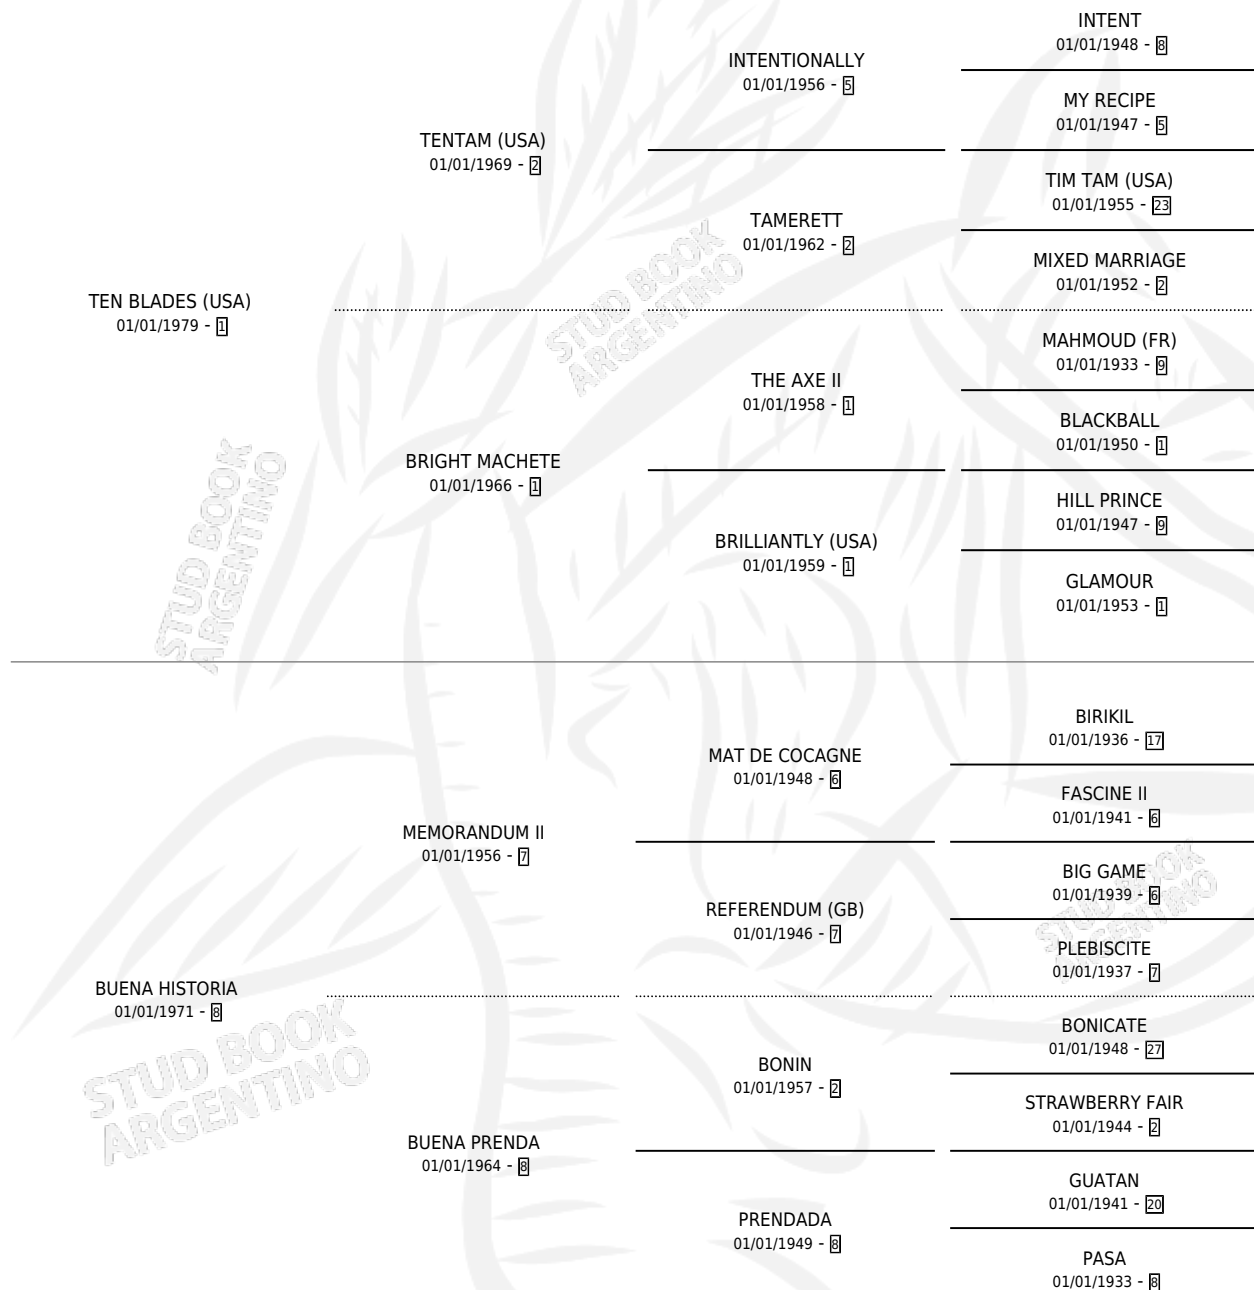 INTENT
01/01/1948 - 8
INTENTIONALLY
01/01/1956 - 5
MY RECIPE
01/01/1947 - 5
TENTAM (USA)
01/01/1969 - 2
TIM TAM (USA)
01/01/1955 - 23
TAMERETT
01/01/1962 - 2
MIXED MARRIAGE
01/01/1952 - 2
TEN BLADES (USA)
01/01/1979 - 1
MAHMOUD (FR)
01/01/1933 - 9
THE AXE II
01/01/1958 - 1
BLACKBALL
01/01/1950 - 1
BRIGHT MACHETE
01/01/1966 - 1
HILL PRINCE
01/01/1947 - 9
BRILLIANTLY (USA)
01/01/1959 - 1
GLAMOUR
01/01/1953 - 1
BIRIKIL
01/01/1936 - 17
MAT DE COCAGNE
01/01/1948 - 6
FASCINE II
01/01/1941 - 6
MEMORANDUM II
01/01/1956 - 7
BIG GAME
01/01/1939 - 6
REFERENDUM (GB)
01/01/1946 - 7
PLEBISCITE
01/01/1937 - 7
BUENA HISTORIA
01/01/1971 - 8
BONICATE
01/01/1948 - 27
BONIN
01/01/1957 - 2
STRAWBERRY FAIR
01/01/1944 - 2
BUENA PRENDA
01/01/1964 - 8
GUATAN
01/01/1941 - 20
PRENDADA
01/01/1949 - 8
PASA
01/01/1933 - 8
STUD BOOK
ARGENTINO
STUD BOOK
ARGENTINO
STUD BOOK
ARGENTINO
STUD BOOK
ARGENTINO